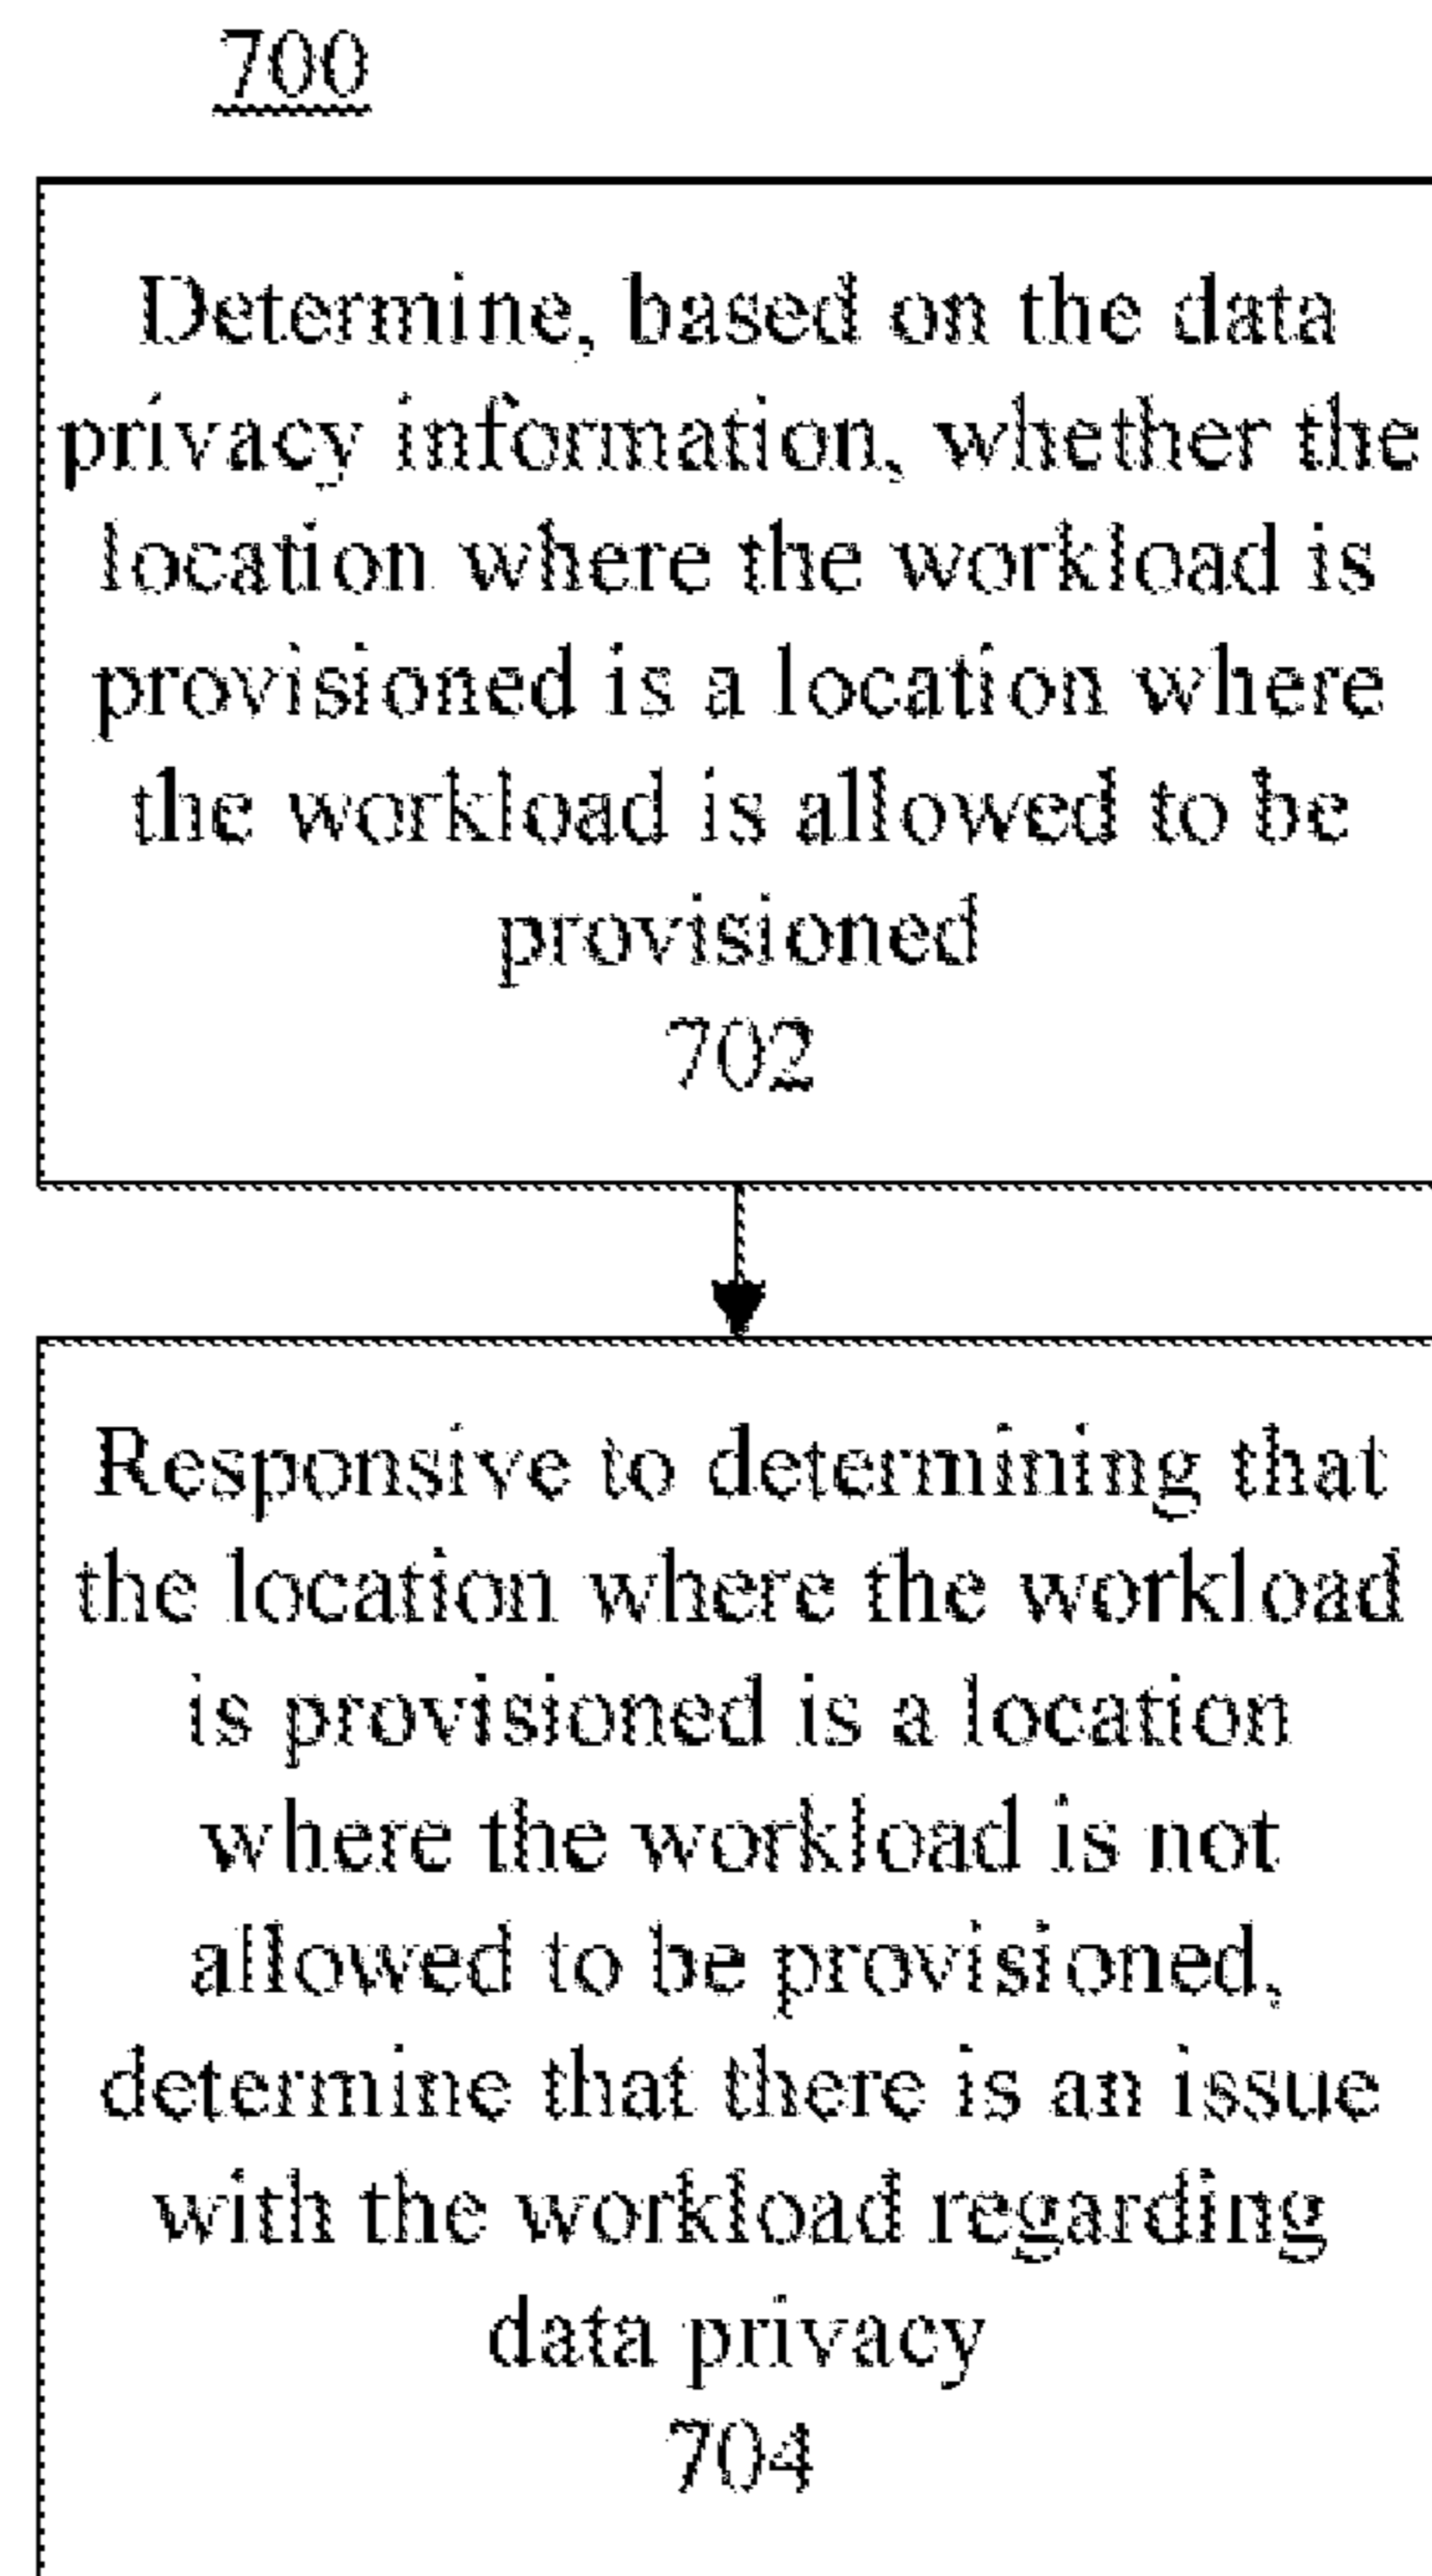 700
Determine, based on the data
privacy information, whether the
location where the workload is
provisioned is a location where
the workload is allowed to be
provisioned
702
Responsive to determining that
the location where the workload
is provisioned is a location
where the workload is not
allowed to be provisioned,
determine that there is an issue
with the workload regarding
data privacy
704